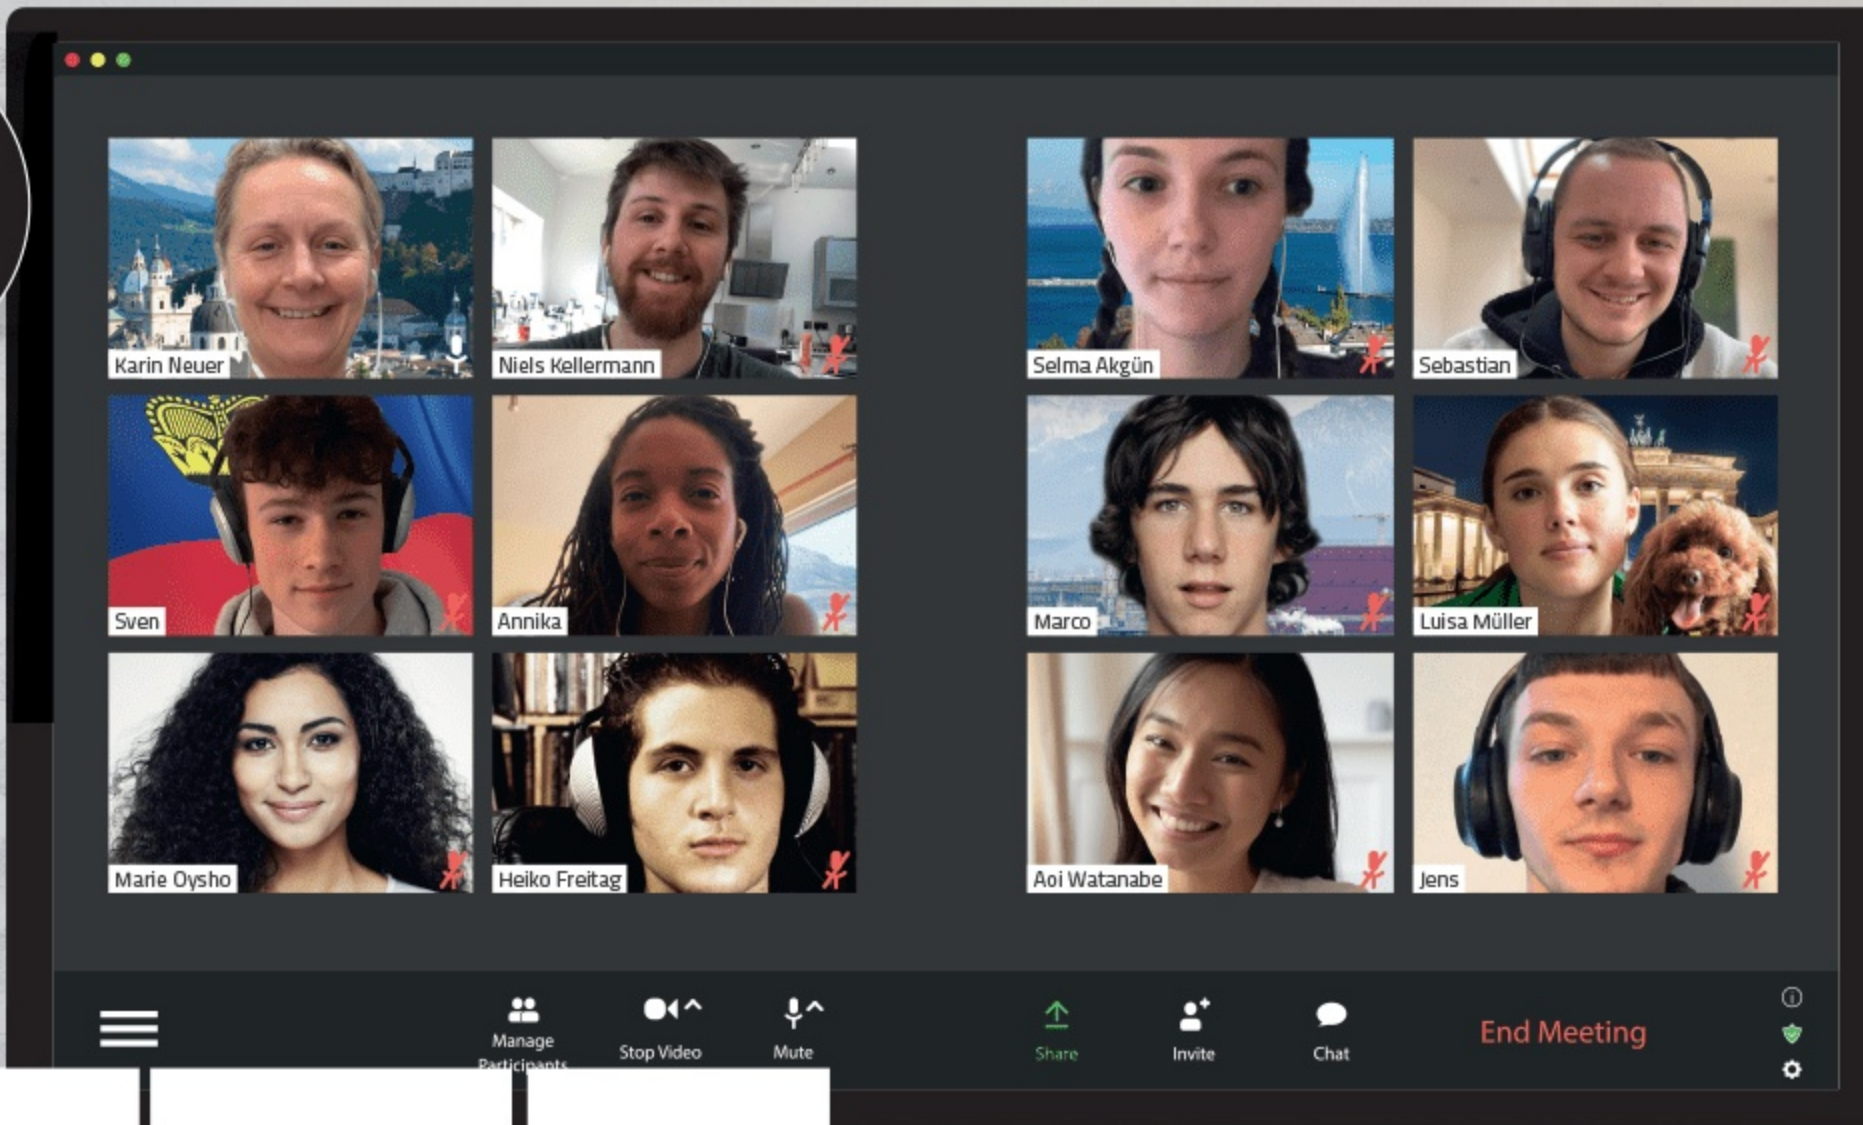 Karin Neuer
Niels Kellermann
Selma Akgün
Sebastian
Sven
Annika
Marco
Luisa Müller
Marie Oysho
Heiko Freitag
Aoi Watanabe
Jens
Manage
Participants
Stop Video
Mute
Share
Invite
Chat
End Meeting